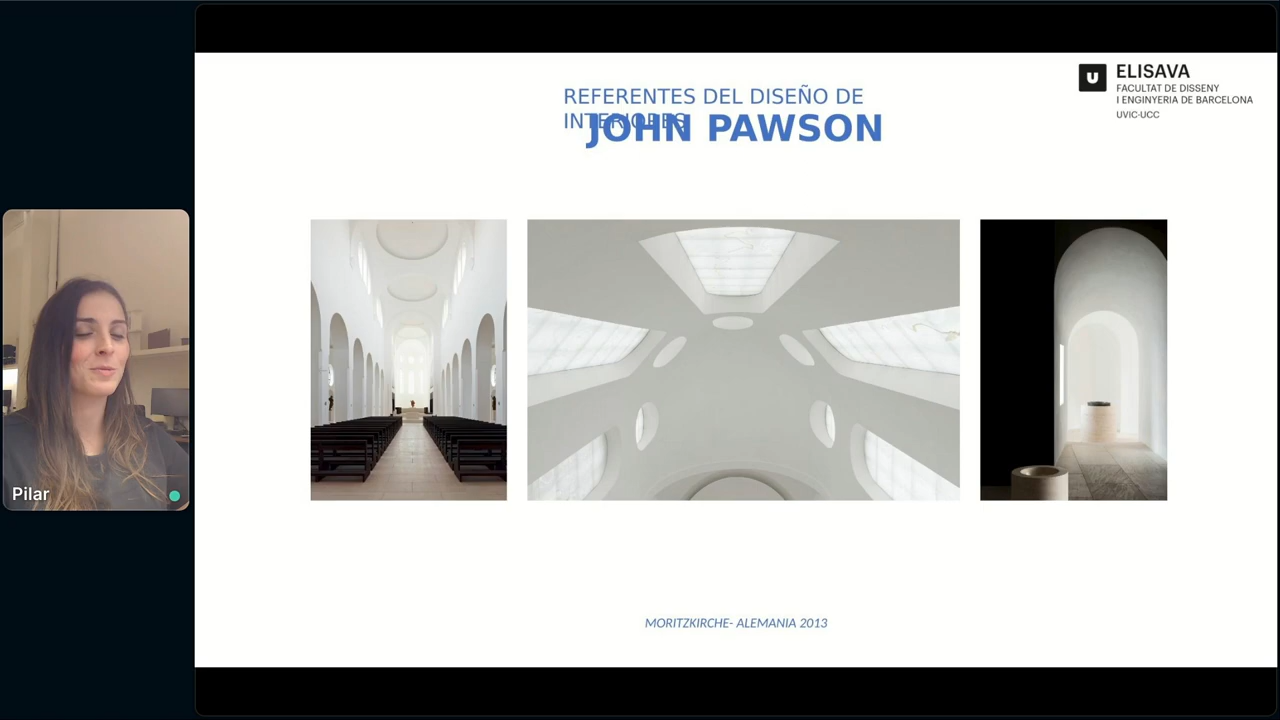 REFERENTES DEL DISEÑO DE
INTERIORES
JOHN PAWSON
U
ELISAVA
FACULTAT DE DISSENY
I ENGINYERIA DE BARCELONA
UVIC·UCC
Pilar
MORITZKIRCHE- ALEMANIA 2013